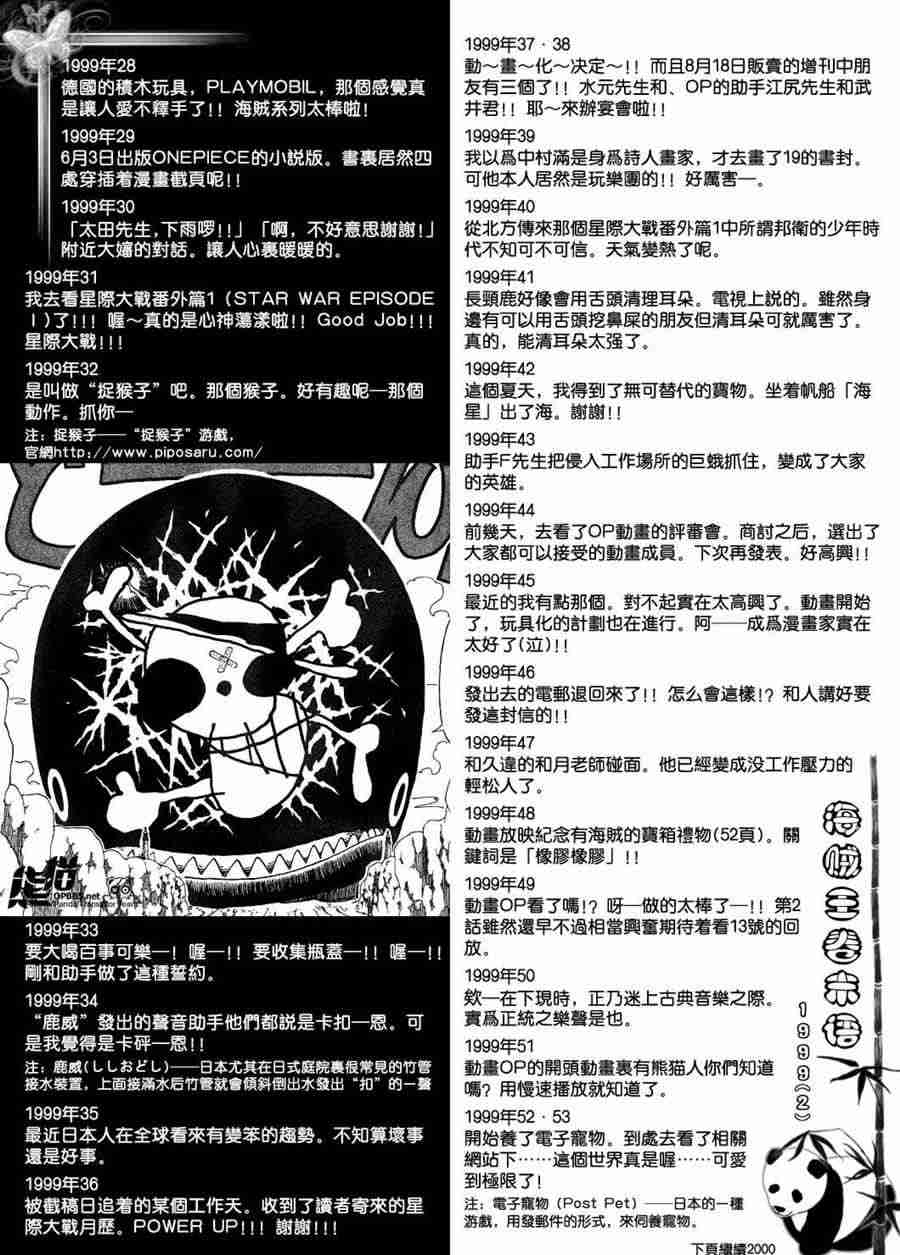 1999年28
德國的積木玩具，PLAYMOBIL，那個感覺真
是讓人愛不釋手了!! 海賊系列太棒啦!
1999年29
6月3日出版ONEPIECE的小説版。書裏居然四
處穿插着漫畫截頁呢!!
1999年30
「太田先生,下雨啰!!」「啊，不好意思謝謝!」
附近大嬸的對話。讓人心裏暖暖的。
1999年31
我去看星際大戰番外篇1（STAR WAR EPISODE
I)了!!! 喔～真的是心神蕩漾啦!! Good Job!!!
星際大戰!!!
1999年32
是叫做“捉猴子”吧。那個猴子。好有趣呢—那個
動作。抓你—
注：捉猴子——“捉猴子”游戲，
官網http://www.piposaru.com/
OPBBS.net
Panda Translator Team
1999年33
要大喝百事可樂—! 喔—!! 要收集瓶蓋—!! 喔—!!
剛和助手做了這種誓約。
1999年34
“鹿威”發出的聲音助手他們都説是卡扣—恩。可
是我覺得是卡砰—恩!!
注：鹿威(ししおどし)——日本尤其在日式庭院裏很常見的竹管
接水裝置，上面接滿水后竹管就會傾斜倒出水發出“扣”的一聲
1999年35
最近日本人在全球看來有變笨的趨勢。不知算壞事
還是好事。
1999年36
被截稿日追着的某個工作天。收到了讀者寄來的星
際大戰月歷。POWER UP!!! 謝謝!!!
1999年37·38
動～畫～化～决定～!! 而且8月18日販賣的增刊中朋
友有三個了!! 水元先生和、OP的助手江尻先生和武
井君!! 耶～來辦宴會啦!!
1999年39
我以爲中村滿是身爲詩人畫家，才去畫了19的書封。
可他本人居然是玩樂團的!! 好厲害—。
1999年40
從北方傳來那個星際大戰番外篇1中所謂邦衛的少年時
代不知可不可信。天氣變熱了呢。
1999年41
長頸鹿好像會用舌頭清理耳朵。電視上説的。雖然身
邊有可以用舌頭挖鼻屎的朋友但清耳朵可就厲害了。
真的，能清耳朵太强了。
1999年42
這個夏天，我得到了無可替代的寶物。坐着帆船「海
星」出了海。謝謝!!
1999年43
助手F先生把侵入工作場所的巨蛾抓住，變成了大家
的英雄。
1999年44
前幾天，去看了OP動畫的評審會。商討之后，選出了
大家都可以接受的動畫成員。下次再發表。好高興!!
1999年45
最近的我有點那個。對不起實在太高興了。動畫開始
了，玩具化的計劃也在進行。阿——成爲漫畫家實在
太好了(泣)!!
1999年46
發出去的電郵退回來了!! 怎么會這樣!? 和人講好要
發這封信的!!
1999年47
和久違的和月老師碰面。他已經變成没工作壓力的
輕松人了。
1999年48
動畫放映紀念有海賊的寶箱禮物(52頁)。關
鍵詞是「橡膠橡膠」!!
1999年49
動畫OP看了嗎!? 呀—做的太棒了—!! 第2
話雖然還早不過相當興奮期待着看13號的回
放。
1999年50
欸—在下現時，正乃迷上古典音樂之際。
實爲正統之樂聲是也。
1999年51
動畫OP的開頭動畫裏有熊猫人你們知道
嗎? 用慢速播放就知道了。
1999年52·53
開始養了電子寵物。到處去看了相關
網站下……這個世界真是喔……可愛
到極限了!
注：電子寵物（Post Pet）——日本的一種
游戲，用發郵件的形式，來伺養寵物。
海賊王卷末語
1999(2)
下頁繼續2000